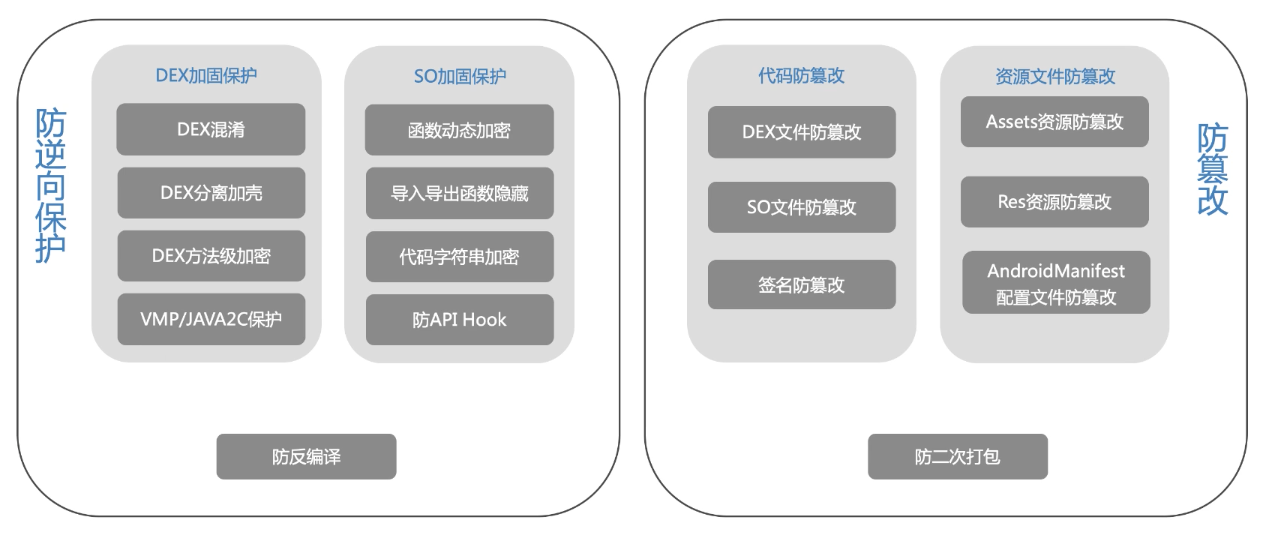 防逆向保护
DEX加固保护
DEX混淆
DEX分离加壳
DEX方法级加密
VMP/JAVA2C保护
SO加固保护
函数动态加密
导入导出函数隐藏
代码字符串加密
防API Hook
防反编译
代码防篡改
DEX文件防篡改
SO文件防篡改
签名防篡改
资源文件防篡改
Assets资源防篡改
Res资源防篡改
AndroidManifest
配置文件防篡改
防篡改
防二次打包